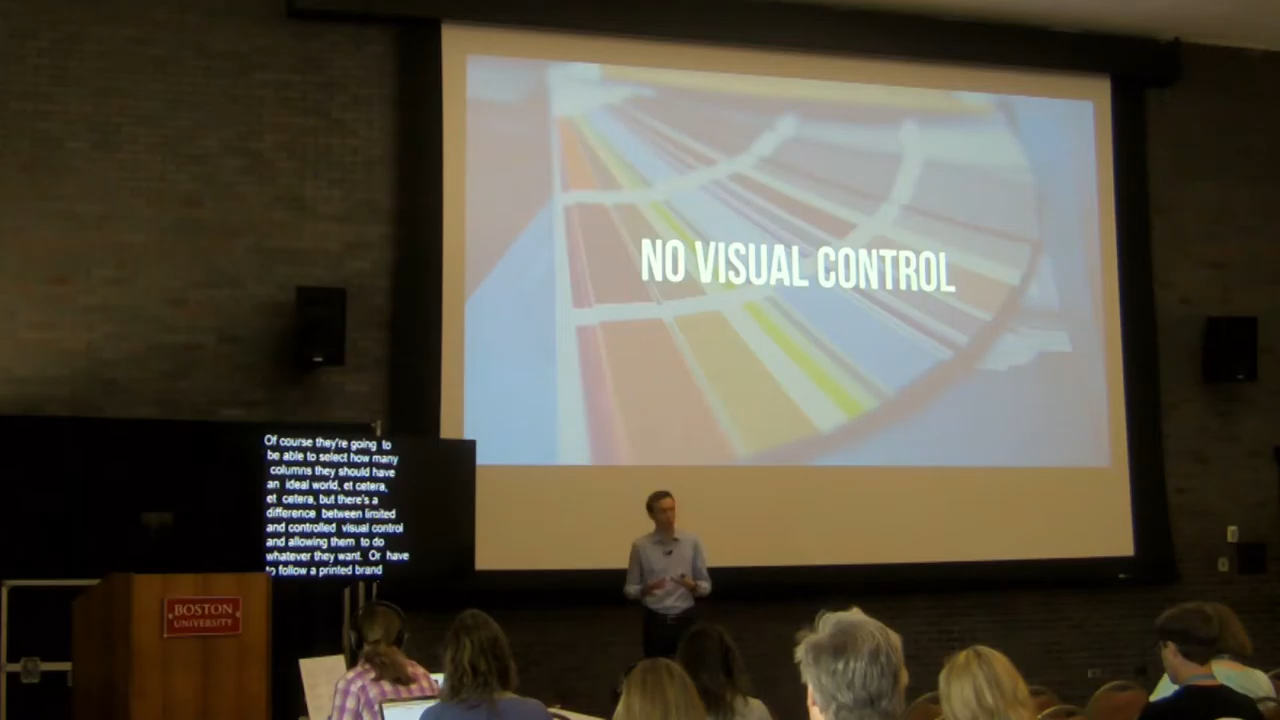 NO VISUAL CONTROL
Of course they're going to
be able to select how many
columns they should have
an ideal world, et cetera,
et cetera, but there's a
difference between limited
and controlled visual control
and allowing them to do
whatever they want. Or have
to follow a printed brand
BOSTON
UNIVERSITY